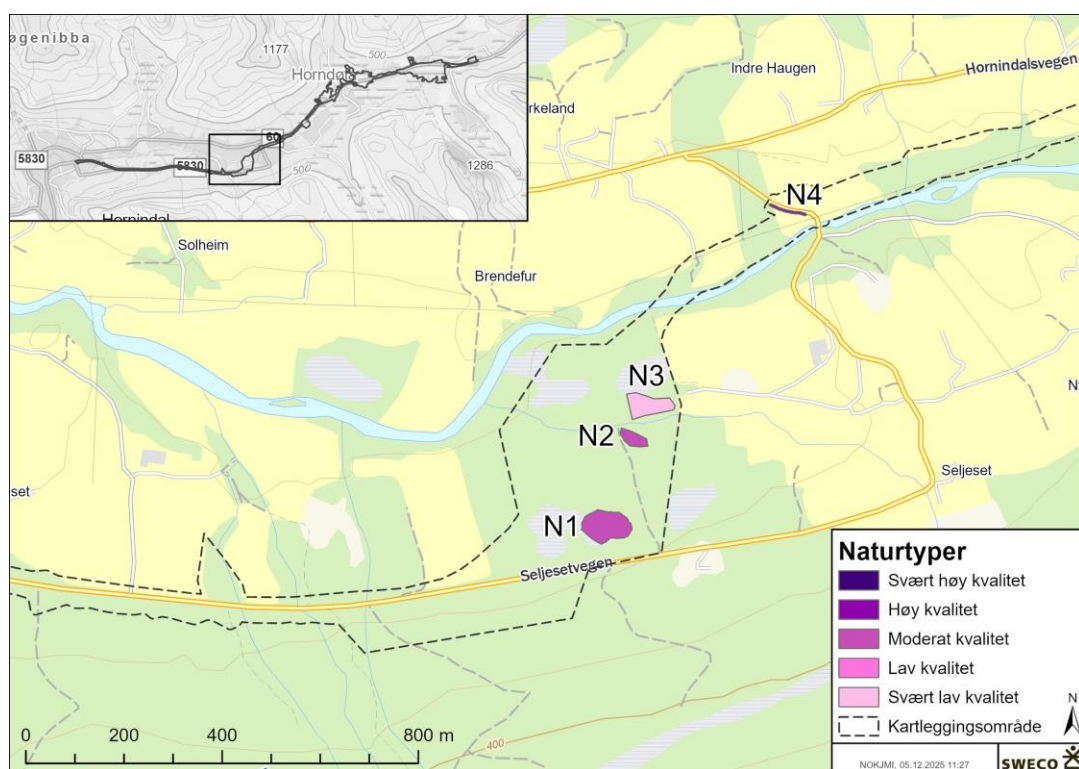 øgenibba
1177
500
Horndøl
60
5830
5830
500
1286
Hornindal
Indre Haugen
Hornindalsvegen
rkeland
N4
Solheim
Brendefur
N3
N2
N
N1
set
Seljeset
Seljesetvegen
400
Naturtyper
Svært høy kvalitet
Høy kvalitet
Moderat kvalitet
Lav kvalitet
Svært lav kvalitet
Kartleggingsområde
N
0 200 400 800 m
NOKJMI, 05.12.2025 11:27
SWECO